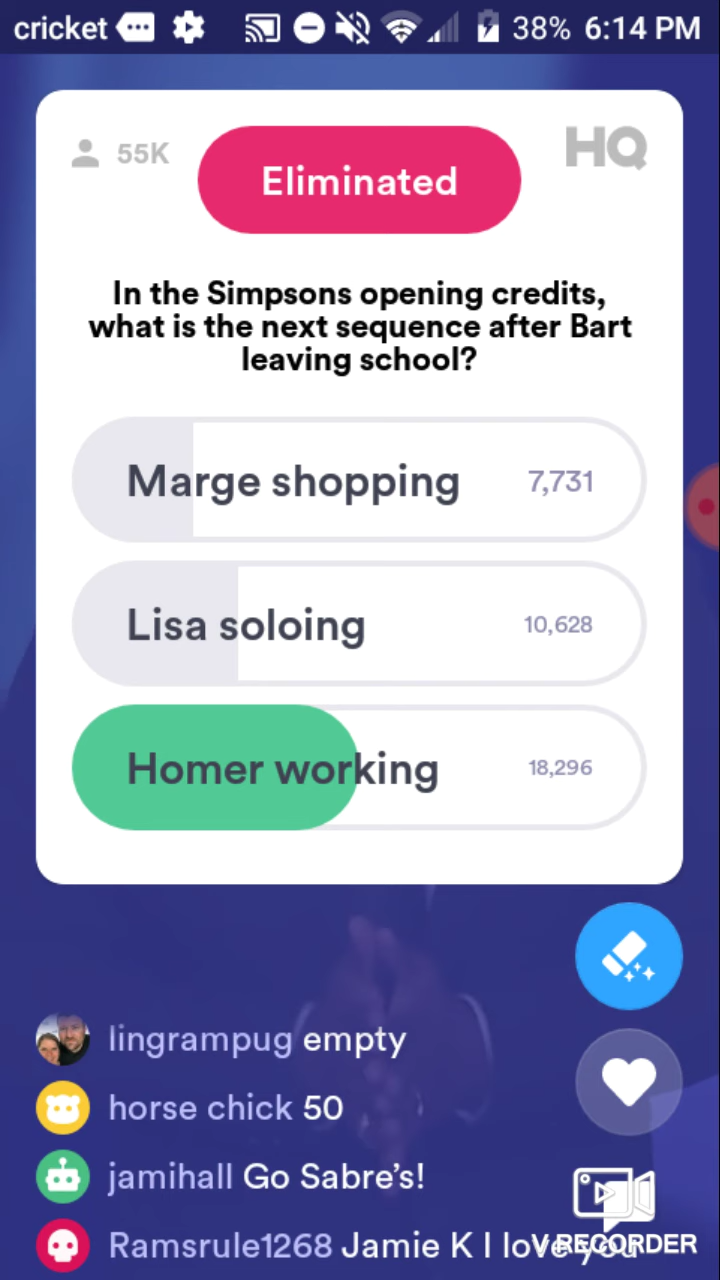 cricket 38% 6:14 PM
55K
Eliminated
HQ
In the Simpsons opening credits,
what is the next sequence after Bart
leaving school?
Marge shopping 7,731
Lisa soloing 10,628
Homer working 18,296
lingrampug empty
horse chick 50
jamihall Go Sabre’s!
Ramsrule1268 Jamie K I love you
V RECORDER